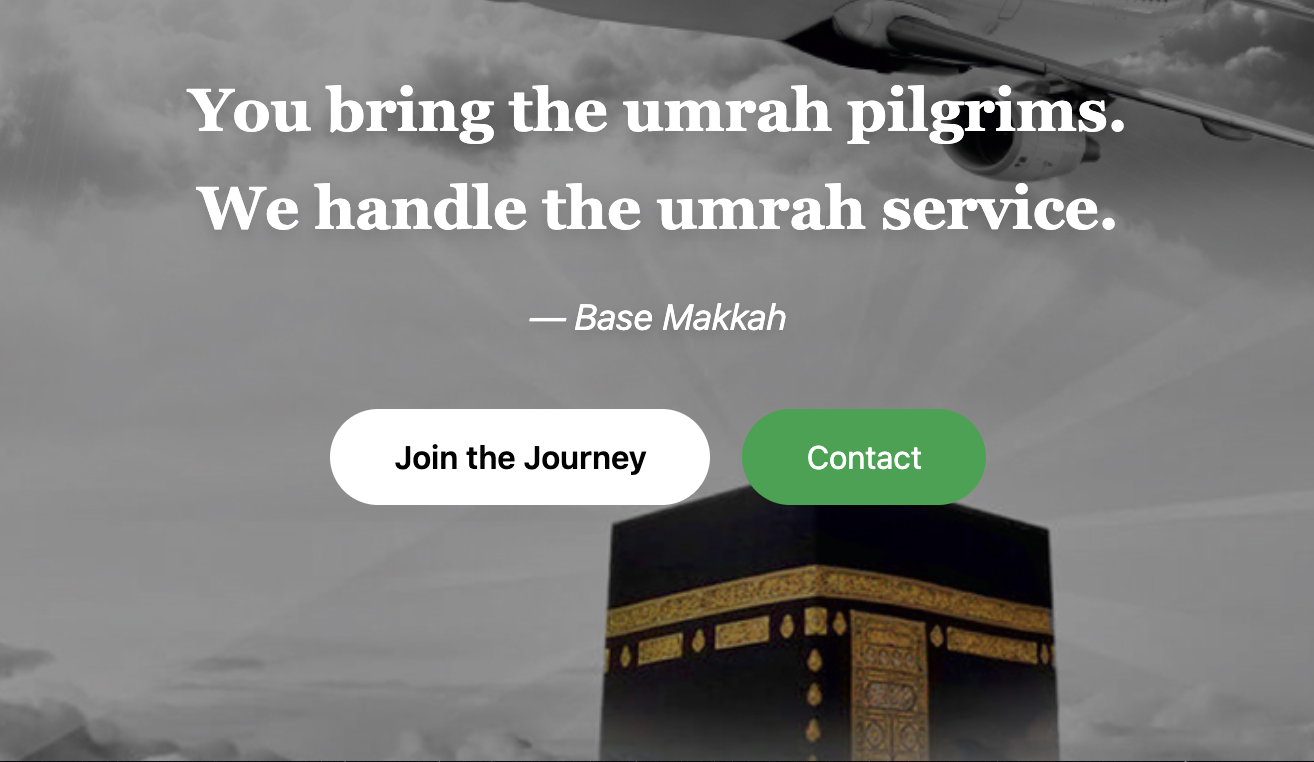 You bring the umrah pilgrims.
We handle the umrah service.
— Base Makkah
Join the Journey
Contact